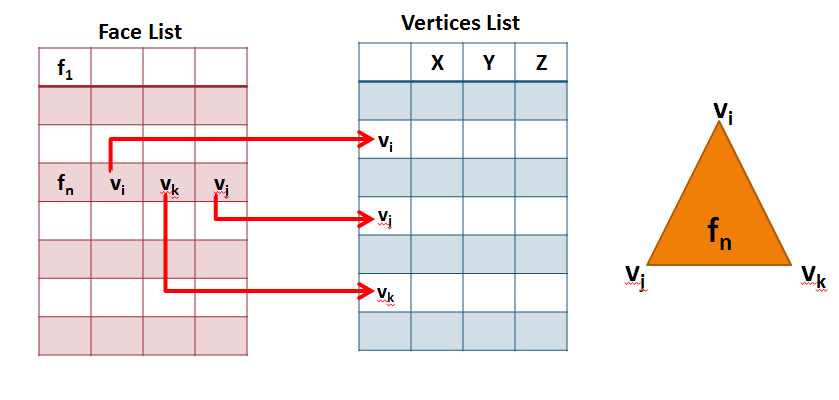 Face List
f1
fn vi vk vj
Vertices List
X Y Z
vi
vj
vk
vi
fn
vj vk